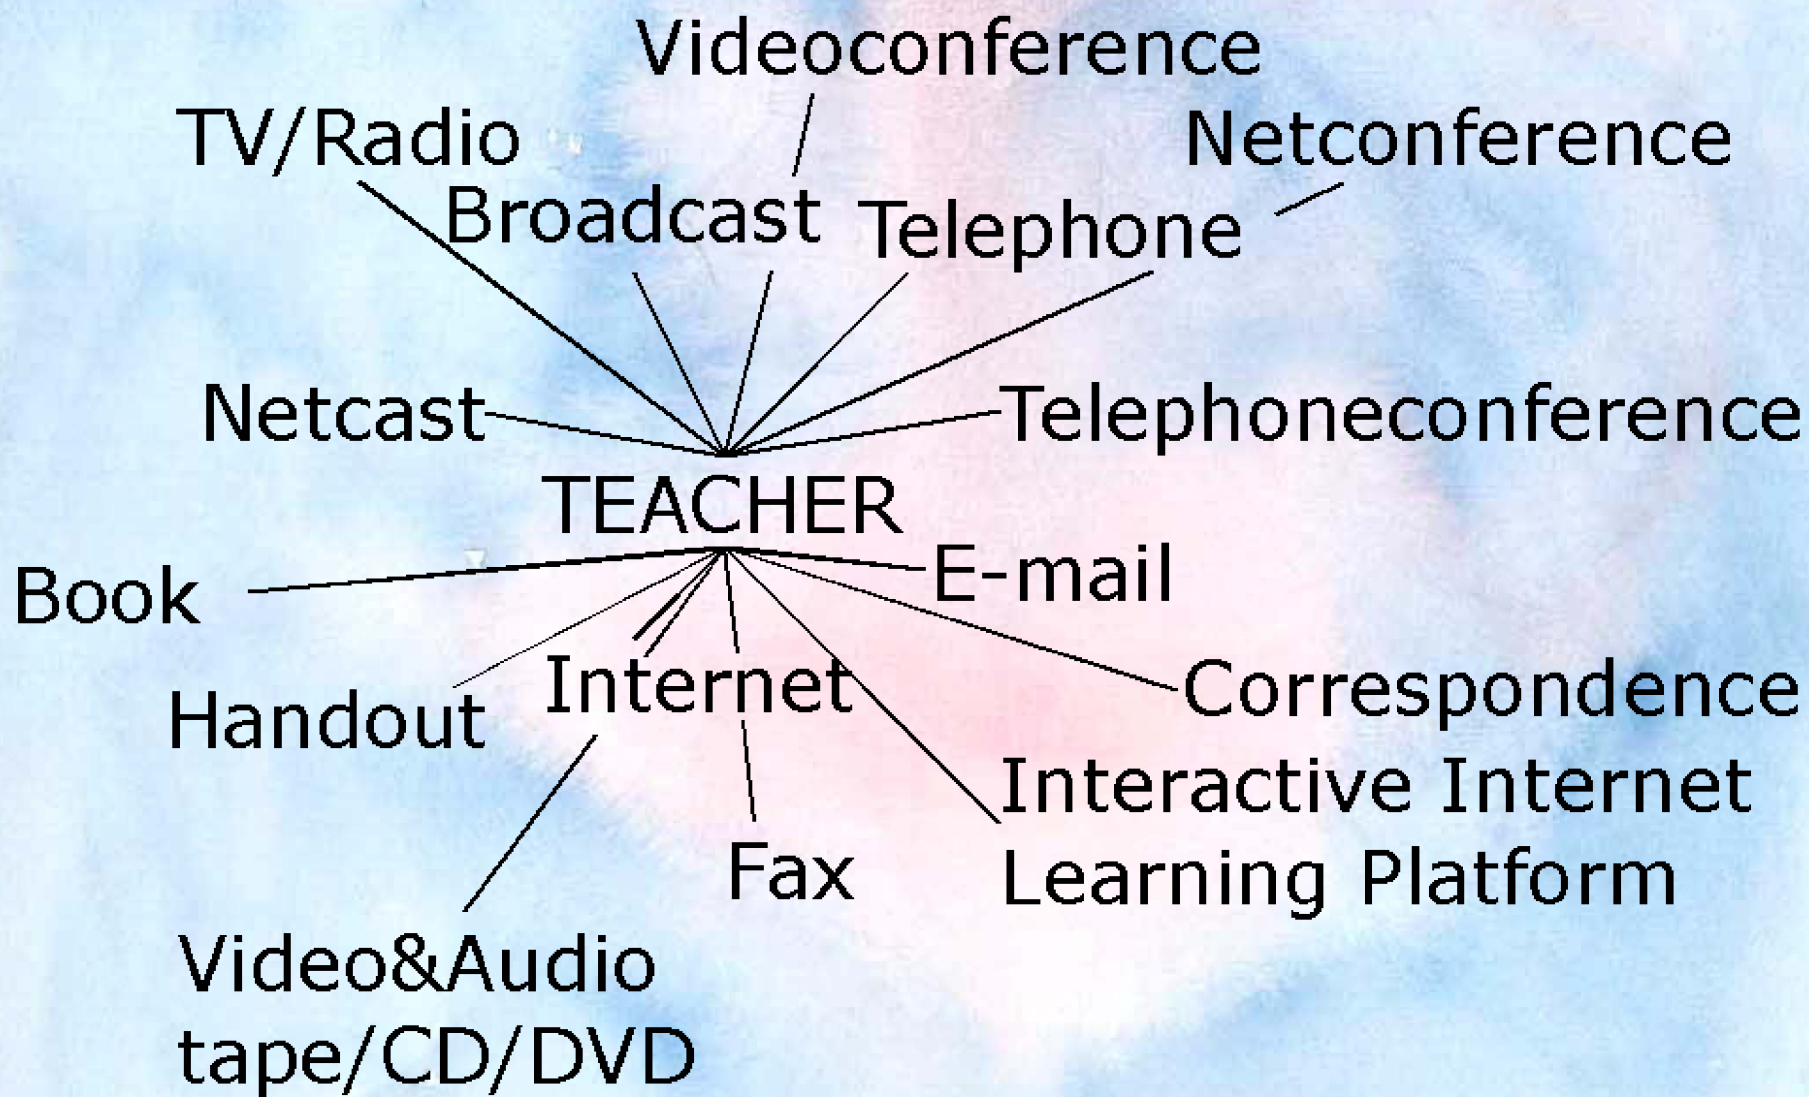 Videoconference
TV/Radio
Netconference
Broadcast
Telephone
Netcast
Telephoneconference
TEACHER
E-mail
Book
Internet
Correspondence
Handout
Interactive Internet
Learning Platform
Fax
Video&Audio
tape/CD/DVD